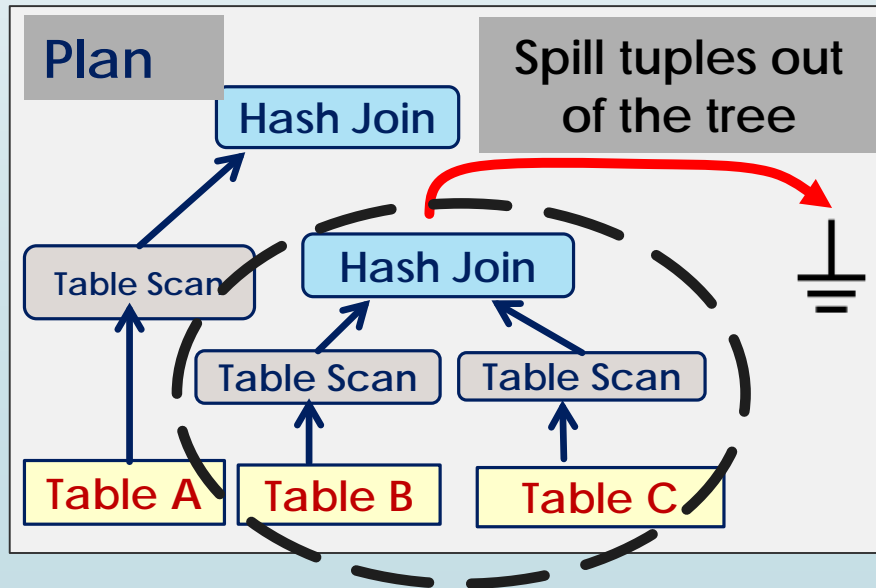 Plan
Spill tuples out
of the tree
Hash Join
Hash Join
Table Scan
Table Scan
Table Scan
Table A
Table B
Table C